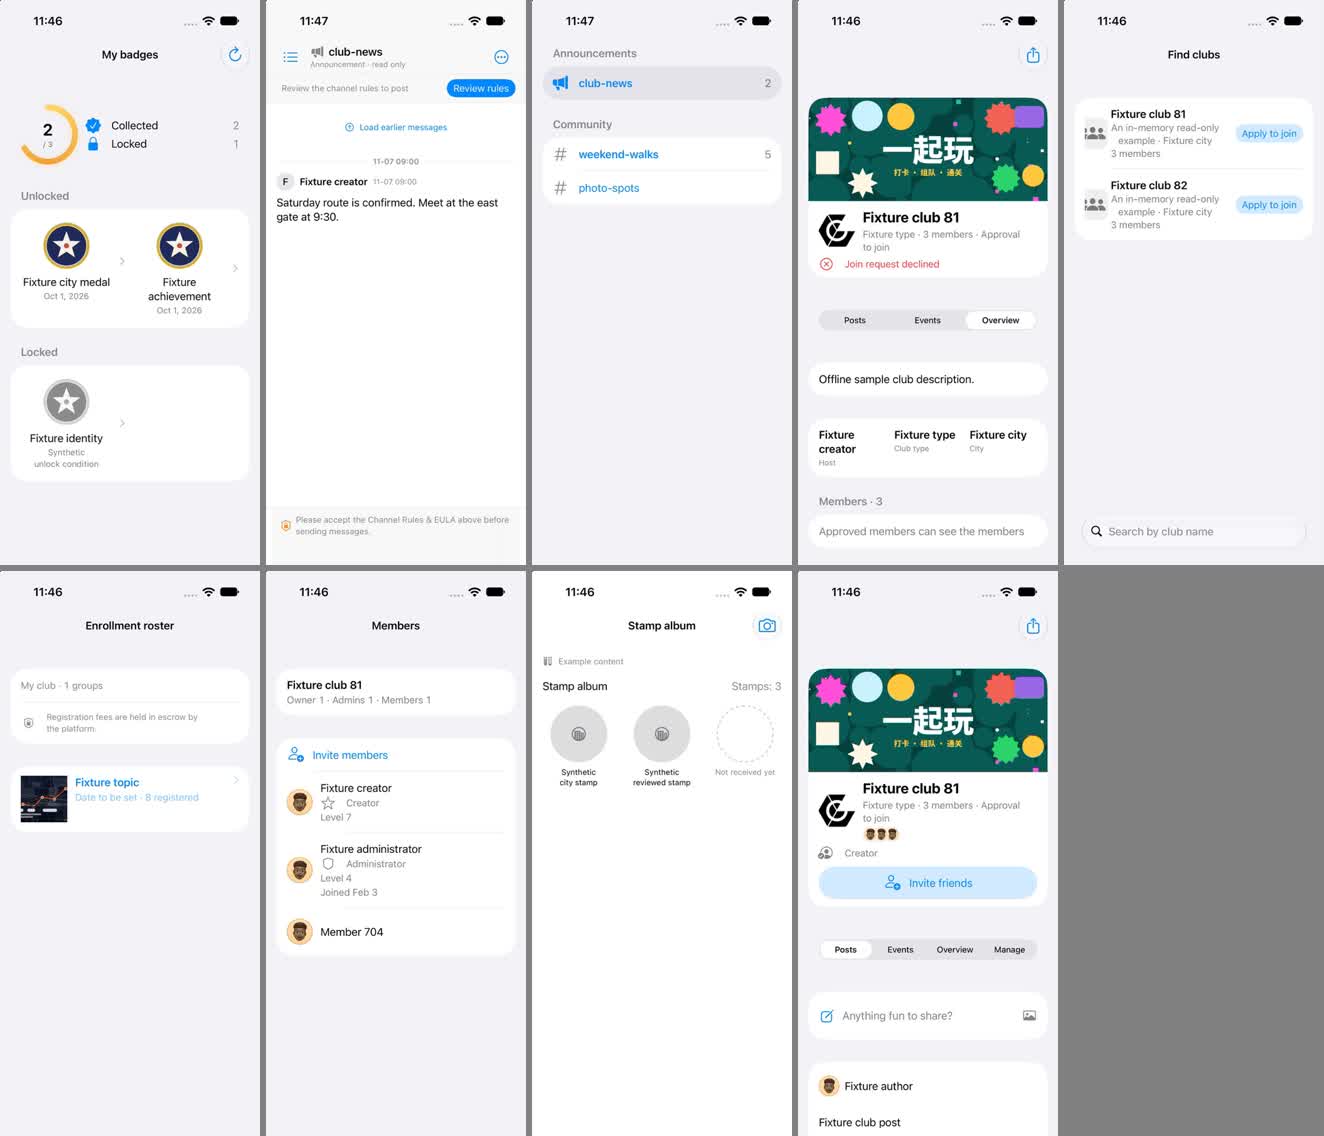 11:46
My badges
2
/ 3
Collected 2
Locked 1
Unlocked
Fixture city medal
Oct 1, 2026
Fixture
achievement
Oct 1, 2026
Locked
Fixture identity
Synthetic
unlock condition
11:47
club-news
Announcement · read only
Review the channel rules to post
Review rules
Load earlier messages
11-07 09:00
F
Fixture creator 11-07 09:00
Saturday route is confirmed. Meet at the east
gate at 9:30.
Please accept the Channel Rules & EULA above before
sending messages.
11:47
Announcements
club-news 2
Community
# weekend-walks 5
# photo-spots
11:46
一起玩
打卡 · 组队 · 通关
Fixture club 81
Fixture type · 3 members · Approval
to join
Join request declined
Posts Events Overview
Offline sample club description.
Fixture
creator
Host
Fixture type
Club type
Fixture city
City
Members · 3
Approved members can see the members
11:46
Find clubs
Fixture club 81
An in-memory read-only
example · Fixture city
3 members
Apply to join
Fixture club 82
An in-memory read-only
example · Fixture city
3 members
Apply to join
Search by club name
11:46
Enrollment roster
My club · 1 groups
Registration fees are held in escrow by
the platform.
Fixture topic
Date to be set · 8 registered
11:46
Members
Fixture club 81
Owner 1 · Admins 1 · Members 1
Invite members
Fixture creator
Creator
Level 7
Fixture administrator
Administrator
Level 4
Joined Feb 3
Member 704
11:46
Stamp album
Example content
Stamp album Stamps: 3
Synthetic
city stamp
Synthetic
reviewed stamp
Not received yet
11:46
一起玩
打卡 · 组队 · 通关
Fixture club 81
Fixture type · 3 members · Approval
to join
Creator
Invite friends
Posts Events Overview Manage
Anything fun to share?
Fixture author
Fixture club post